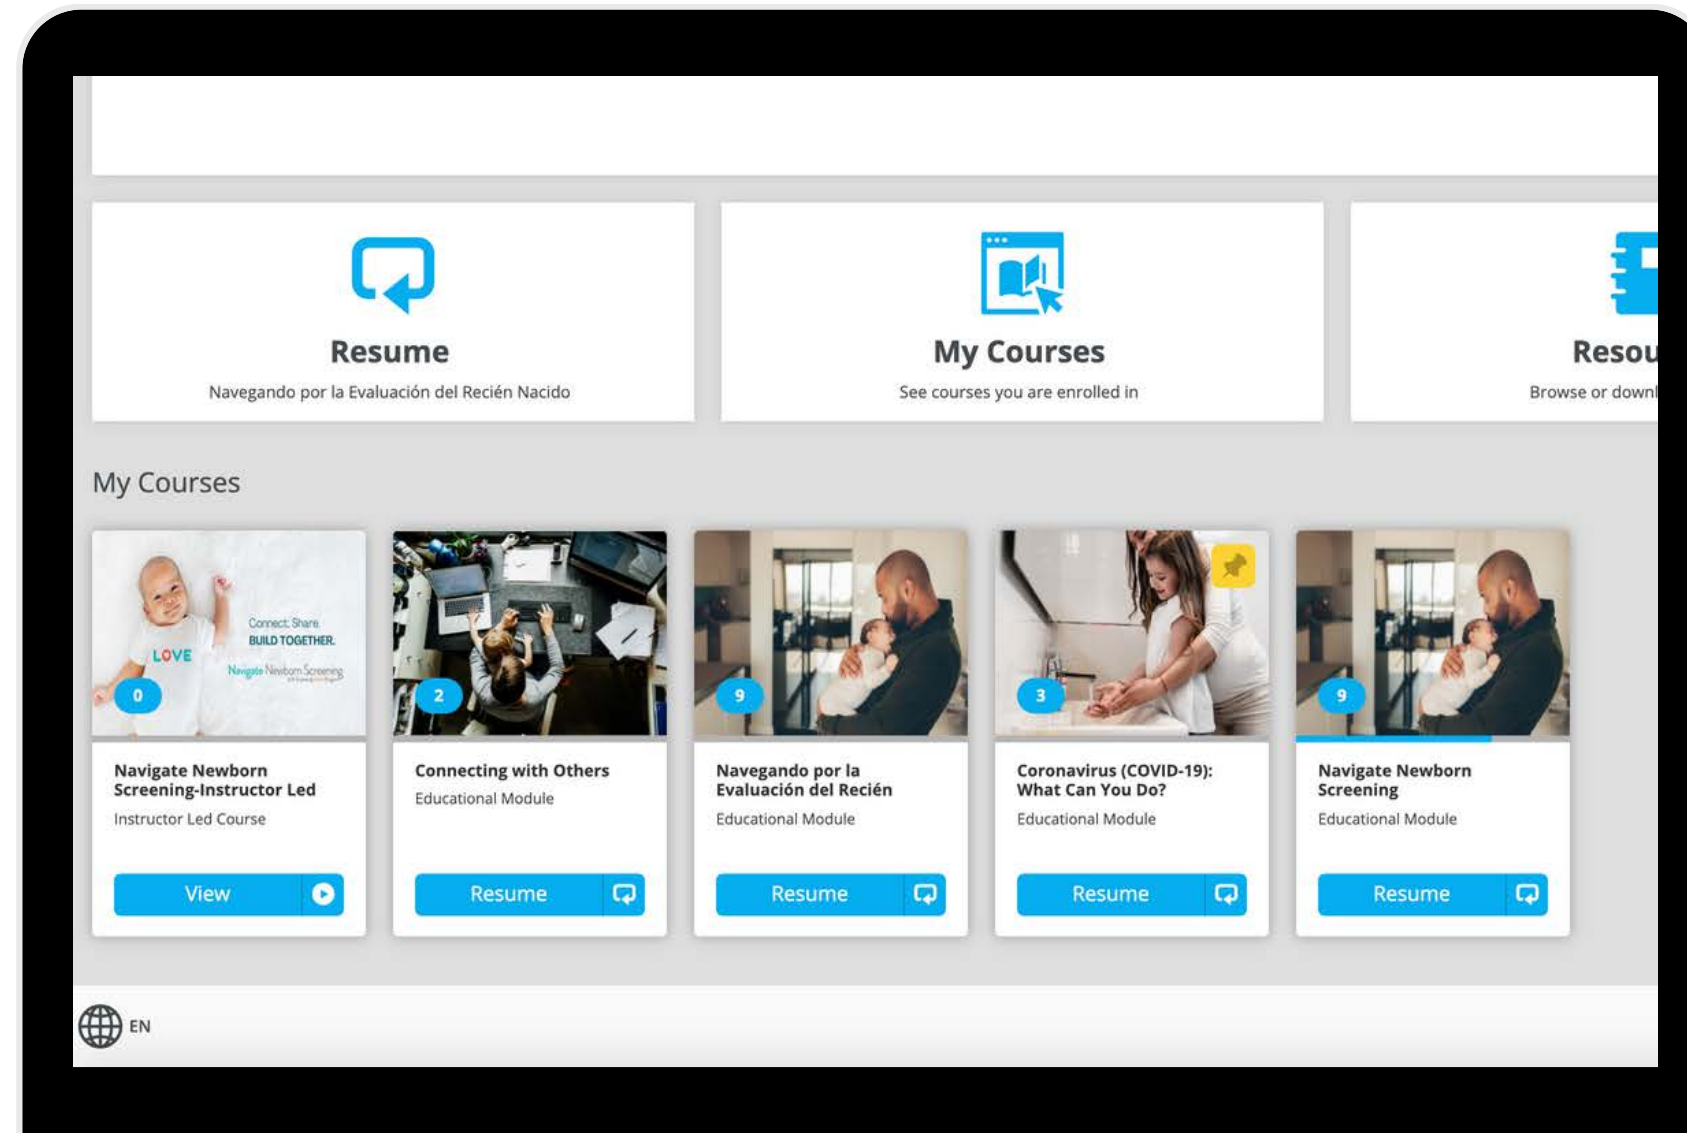 Resume
Navegando por la Evaluación del Recién Nacido
My Courses
See courses you are enrolled in
Resou
Browse or downl
My Courses
Connect. Share.
BUILD TOGETHER.
LOVE
Navigate Newborn Screening
0
2
9
3
9
Navigate Newborn
Screening-Instructor Led
Instructor Led Course
View
Connecting with Others
Educational Module
Resume
Navegando por la
Evaluación del Recién
Educational Module
Resume
Coronavirus (COVID-19):
What Can You Do?
Educational Module
Resume
Navigate Newborn
Screening
Educational Module
Resume
EN